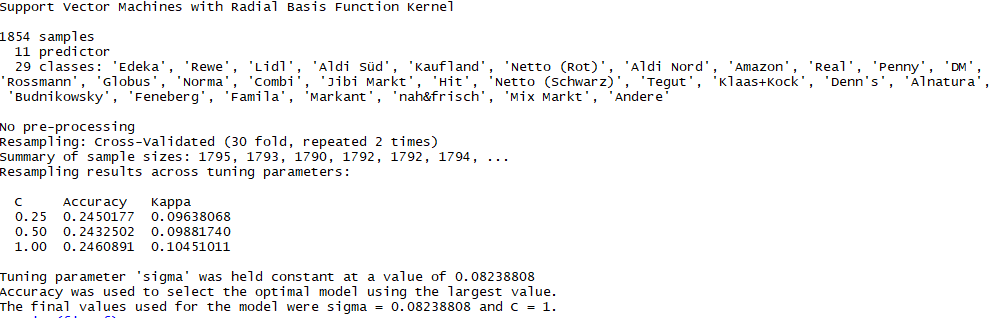 Support Vector Machines with Radial Basis Function Kernel
1854 samples
11 predictor
29 classes: 'Edeka', 'Rewe', 'Lidl', 'Aldi Süd', 'Kaufland', 'Netto (Rot)', 'Aldi Nord', 'Amazon', 'Real', 'Penny', 'DM',
'Rossmann', 'Globus', 'Norma', 'Combi', 'Jibi Markt', 'Hit', 'Netto (Schwarz)', 'Tegut', 'Klaas+Kock', 'Denn's', 'Alnatura',
'Budnikowsky', 'Feneberg', 'Famila', 'Markant', 'nah&frisch', 'Mix Markt', 'Andere'
No pre-processing
Resampling: Cross-Validated (30 fold, repeated 2 times)
Summary of sample sizes: 1795, 1793, 1790, 1792, 1792, 1794, ...
Resampling results across tuning parameters:
C Accuracy Kappa
0.25 0.2450177 0.09638068
0.50 0.2432502 0.09881740
1.00 0.2460891 0.10451011
Tuning parameter 'sigma' was held constant at a value of 0.08238808
Accuracy was used to select the optimal model using the largest value.
The final values used for the model were sigma = 0.08238808 and C = 1.